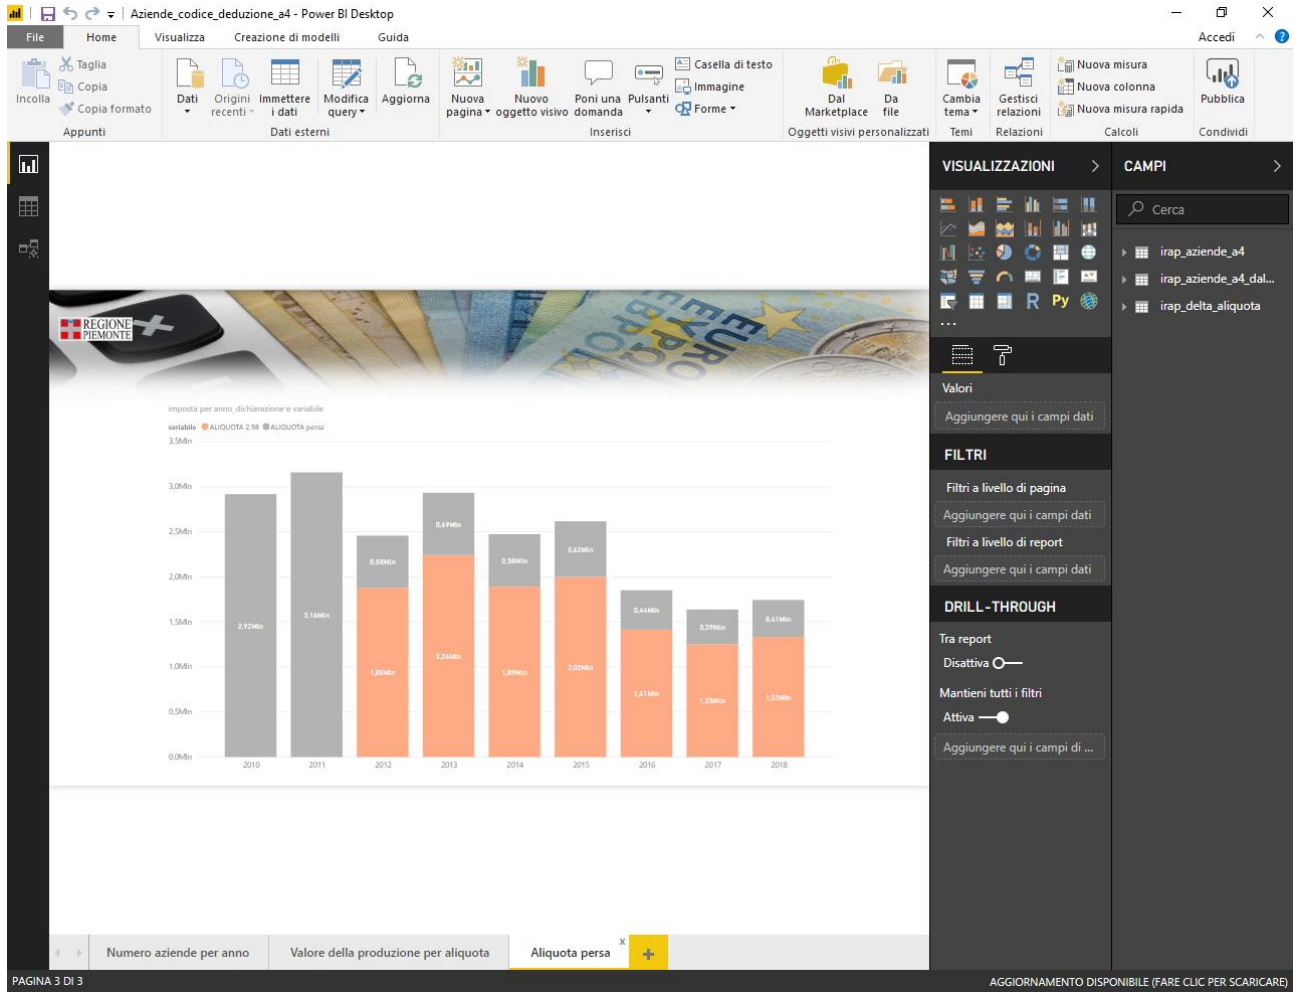 Aziende_codice_deduzione_a4 - Power BI Desktop
File Home Visualizza Creazione di modelli Guida Accedi
Incolla
Taglia
Copia
Copia formato
Appunti
Dati
Origini recenti
Immettere i dati
Modifica query
Aggiorna
Dati esterni
Nuova pagina
Nuovo oggetto visivo
Poni una domanda
Pulsanti
Casella di testo
Immagine
Forme
Inserisci
Dal Marketplace
Da file
Oggetti visivi personalizzati
Cambia tema
Temi
Gestisci relazioni
Relazioni
Nuova misura
Nuova colonna
Nuova misura rapida
Calcoli
Pubblica
Condividi
REGIONE
PIEMONTE
EURO
imposta per anno_dichiarazione e variabile
variabile ALIQUOTA 2.98 ALIQUOTA persa
3,5Mln
3,0Mln
2,5Mln
2,0Mln
1,5Mln
1,0Mln
0,5Mln
0,0Mln
2,92Mln
3,16Mln
0,58Mln
1,85Mln
0,69Mln
2,24Mln
0,58Mln
1,89Mln
0,62Mln
2,00Mln
0,44Mln
1,41Mln
0,39Mln
1,25Mln
0,41Mln
1,33Mln
2010 2011 2012 2013 2014 2015 2016 2017 2018
VISUALIZZAZIONI
R Py
...
Valori
Aggiungere qui i campi dati
FILTRI
Filtri a livello di pagina
Aggiungere qui i campi dati
Filtri a livello di report
Aggiungere qui i campi dati
DRILL-THROUGH
Tra report
Disattiva
Mantieni tutti i filtri
Attiva
Aggiungere qui i campi di ...
CAMPI
Cerca
irap_aziende_a4
irap_aziende_a4_dal...
irap_delta_aliquota
Numero aziende per anno Valore della produzione per aliquota Aliquota persa x +
PAGINA 3 DI 3 AGGIORNAMENTO DISPONIBILE (FARE CLIC PER SCARICARE)